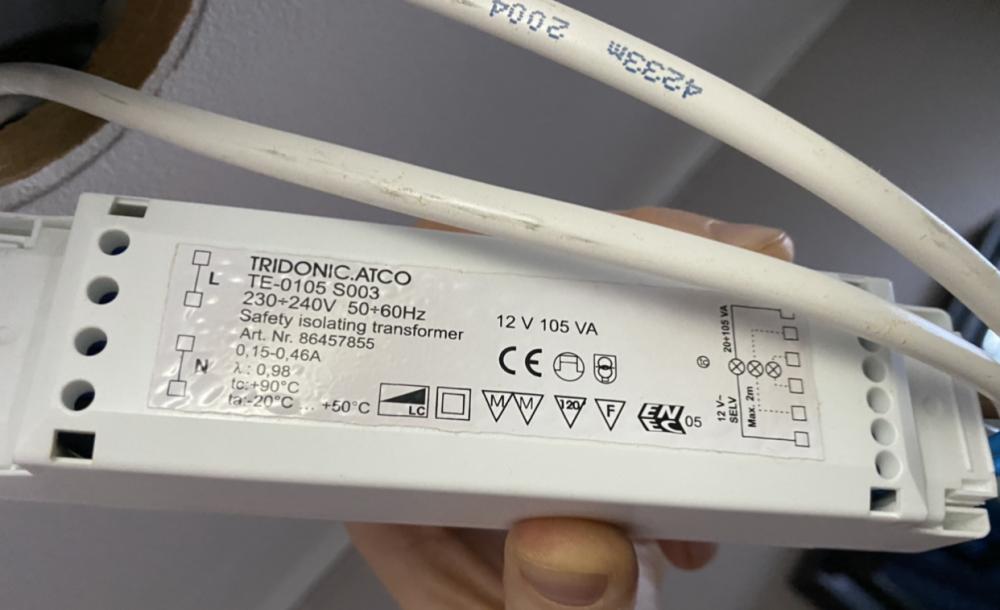 2004
4233m
TRIDONIC.ATCO
TE-0105 S003
230÷240V 50÷60Hz
Safety isolating transformer
Art. Nr. 86457855
0,15-0,46A
λ : 0,98
tc:+90°C
ta:-20°C ... +50°C
L
N
LC
12 V 105 VA
CE
M M 120 F
ENEC 05
tc
20÷105 VA
12 V~
SELV
Max. 2m